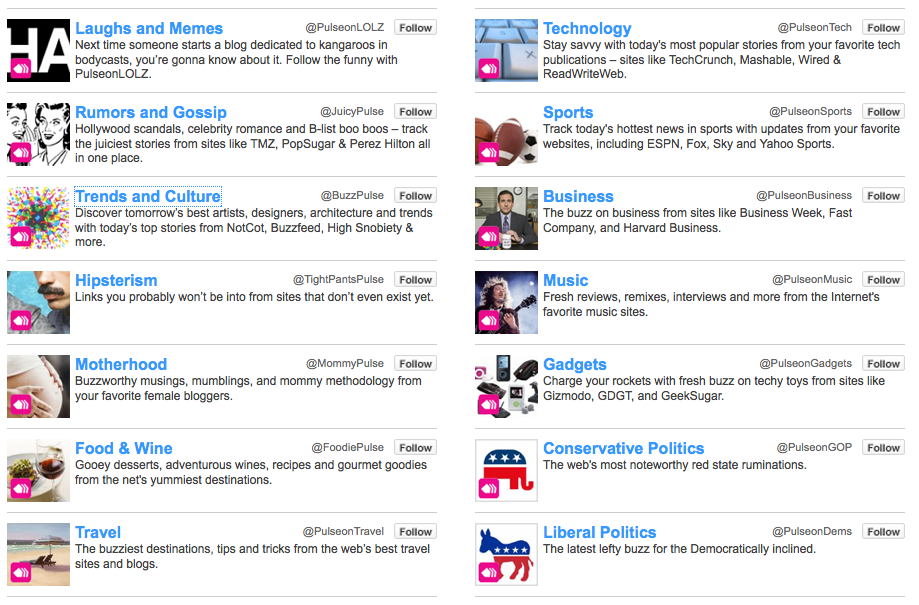 HA
Laughs and Memes @PulseonLOLZ Follow
Next time someone starts a blog dedicated to kangaroos in
bodycasts, you're gonna know about it. Follow the funny with
PulseonLOLZ.
Rumors and Gossip @JuicyPulse Follow
Hollywood scandals, celebrity romance and B-list boo boos – track
the juiciest stories from sites like TMZ, PopSugar & Perez Hilton all
in one place.
Trends and Culture @BuzzPulse Follow
Discover tomorrow's best artists, designers, architecture and trends
with today's top stories from NotCot, Buzzfeed, High Snobiety &
more.
Hipsterism @TightPantsPulse Follow
Links you probably won't be into from sites that don't even exist yet.
Motherhood @MommyPulse Follow
Buzzworthy musings, mumblings, and mommy methodology from
your favorite female bloggers.
Food & Wine @FoodiePulse Follow
Gooey desserts, adventurous wines, recipes and gourmet goodies
from the net's yummiest destinations.
Travel @PulseonTravel Follow
The buzziest destinations, tips and tricks from the web's best travel
sites and blogs.
Technology @PulseonTech Follow
Stay savvy with today's most popular stories from your favorite tech
publications – sites like TechCrunch, Mashable, Wired &
ReadWriteWeb.
Sports @PulseonSports Follow
Track today's hottest news in sports with updates from your favorite
websites, including ESPN, Fox, Sky and Yahoo Sports.
Business @PulseonBusiness Follow
The buzz on business from sites like Business Week, Fast
Company, and Harvard Business.
Music @PulseonMusic Follow
Fresh reviews, remixes, interviews and more from the Internet's
favorite music sites.
Gadgets @PulseonGadgets Follow
Charge your rockets with fresh buzz on techy toys from sites like
Gizmodo, GDGT, and GeekSugar.
Conservative Politics @PulseonGOP Follow
The web's most noteworthy red state ruminations.
Liberal Politics @PulseonDems Follow
The latest lefty buzz for the Democratically inclined.